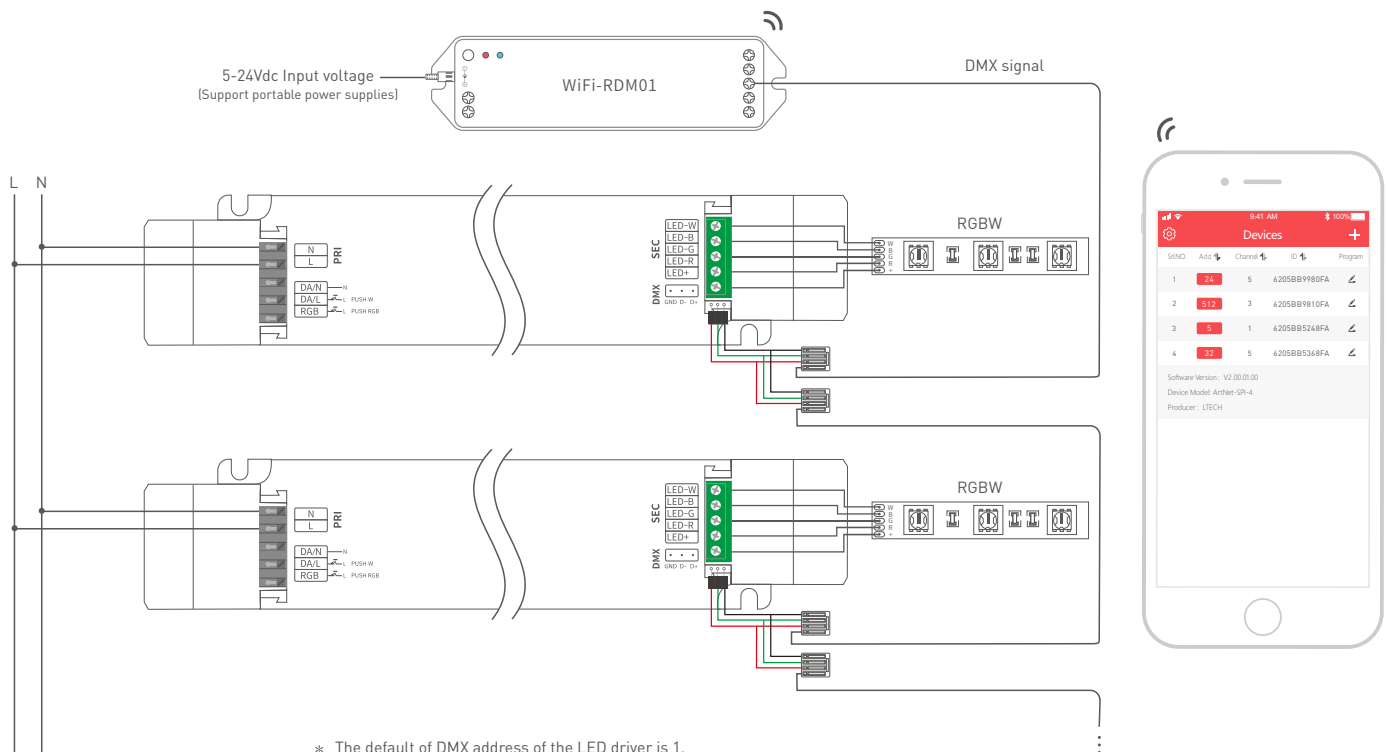 5-24Vdc Input voltage
(Support portable power supplies)
WiFi-RDM01
DMX signal
L N
N
L
PRI
DA/N N
DA/L L PUSH W
RGB L PUSH RGB
SEC
LED-W
LED-B
LED-G
LED-R
LED+
DMX
GND D- D+
RGBW
W
B
G
R
+
N
L
PRI
DA/N N
DA/L L PUSH W
RGB L PUSH RGB
SEC
LED-W
LED-B
LED-G
LED-R
LED+
DMX
GND D- D+
RGBW
W
B
G
R
+
9:41 AM 100%
Devices +
Srl.NO. Add Channel ID Program
1 24 5 6205BB9980FA
2 512 3 6205BB9810FA
3 5 1 6205BB5248FA
4 32 5 6205BB5368FA
Software Version : V2.00.01.00
Device Model: ArtNet-SPI-4
Producer : LTECH
* The default of DMX address of the LED driver is 1.